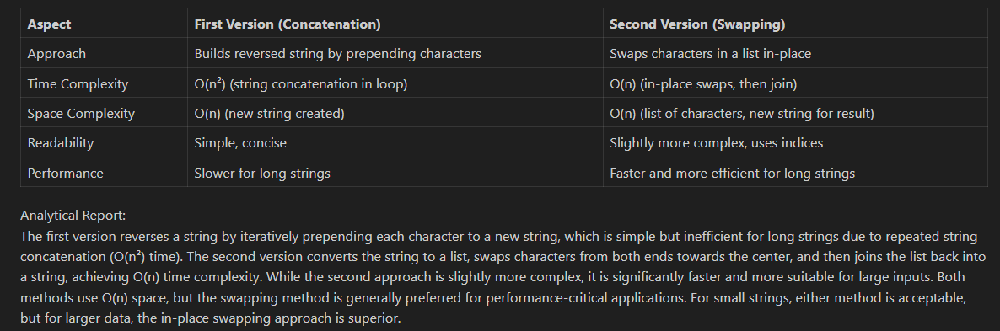 Aspect First Version (Concatenation) Second Version (Swapping)
Approach Builds reversed string by prepending characters Swaps characters in a list in-place
Time Complexity O(n²) (string concatenation in loop) O(n) (in-place swaps, then join)
Space Complexity O(n) (new string created) O(n) (list of characters, new string for result)
Readability Simple, concise Slightly more complex, uses indices
Performance Slower for long strings Faster and more efficient for long strings
Analytical Report:
The first version reverses a string by iteratively prepending each character to a new string, which is simple but inefficient for long strings due to repeated string
concatenation (O(n²) time). The second version converts the string to a list, swaps characters from both ends towards the center, and then joins the list back into
a string, achieving O(n) time complexity. While the second approach is slightly more complex, it is significantly faster and more suitable for large inputs. Both
methods use O(n) space, but the swapping method is generally preferred for performance-critical applications. For small strings, either method is acceptable,
but for larger data, the in-place swapping approach is superior.